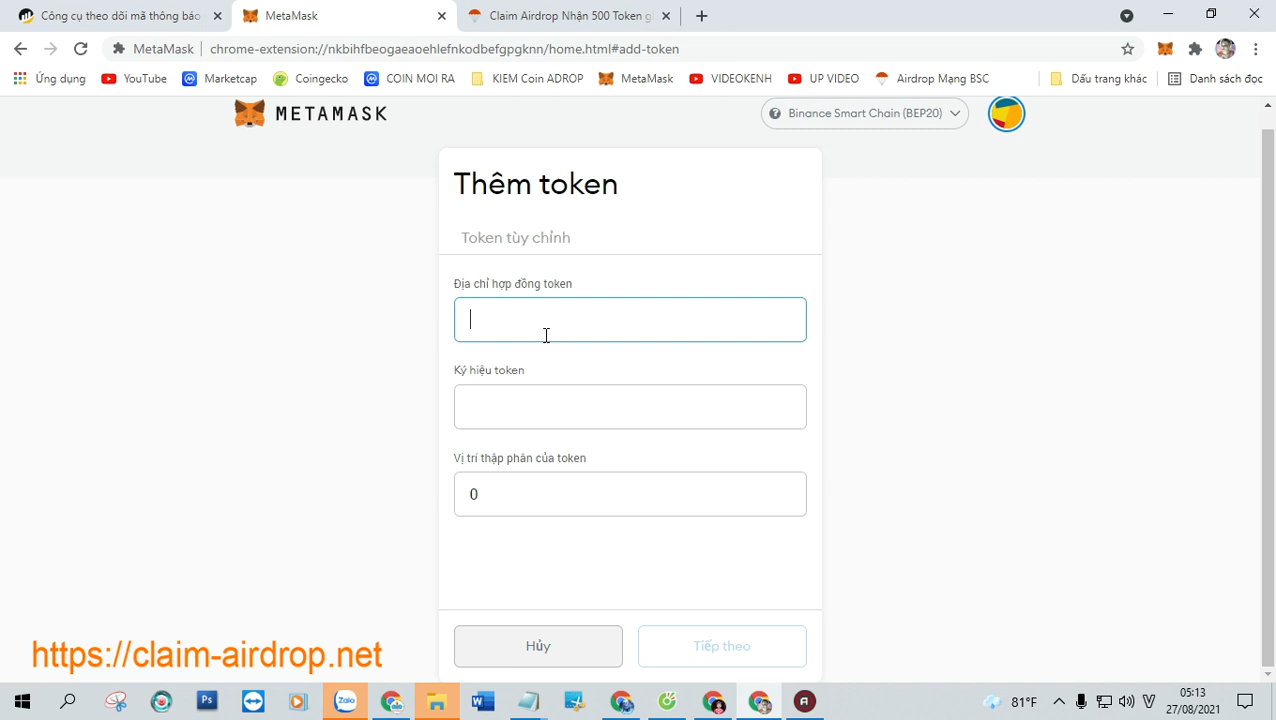 Công cụ theo dõi mã thông báo
MetaMask
Claim Airdrop Nhận 500 Token g
MetaMask
chrome-extension://nkbihfbeogaeaoehlefnkodbefgpgknn/home.html#add-token
Ứng dụng
YouTube
Marketcap
Coingecko
COIN MOI RA
KIEM Coin ADROP
MetaMask
VIDEOKENH
UP VIDEO
Airdrop Mạng BSC
Dấu trang khác
Danh sách đọc
METAMASK
Binance Smart Chain (BEP20)
Thêm token
Token tùy chỉnh
Địa chỉ hợp đồng token
Ký hiệu token
Vị trí thập phân của token
0
Hủy
Tiếp theo
https://claim-airdrop.net
Ps
Zalo
W
A
81°F
V
05:13
27/08/2021